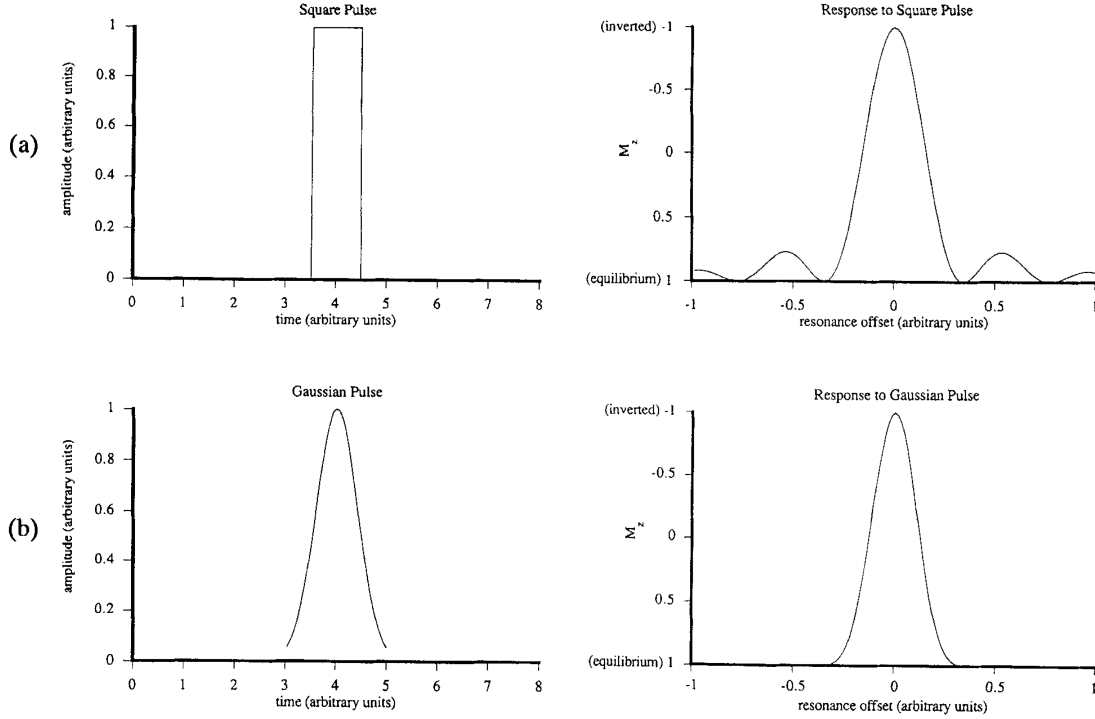 (a)
Square Pulse
amplitude (arbitrary units)
1
0.8
0.6
0.4
0.2
0
0 1 2 3 4 5 6 7 8
time (arbitrary units)
Response to Square Pulse
M_z
(inverted) -1
-0.5
0
0.5
(equilibrium) 1
-1 -0.5 0 0.5 1
resonance offset (arbitrary units)
(b)
Gaussian Pulse
amplitude (arbitrary units)
1
0.8
0.6
0.4
0.2
0
0 1 2 3 4 5 6 7 8
time (arbitrary units)
Response to Gaussian Pulse
M_z
(inverted) -1
-0.5
0
0.5
(equilibrium) 1
-1 -0.5 0 0.5 1
resonance offset (arbitrary units)